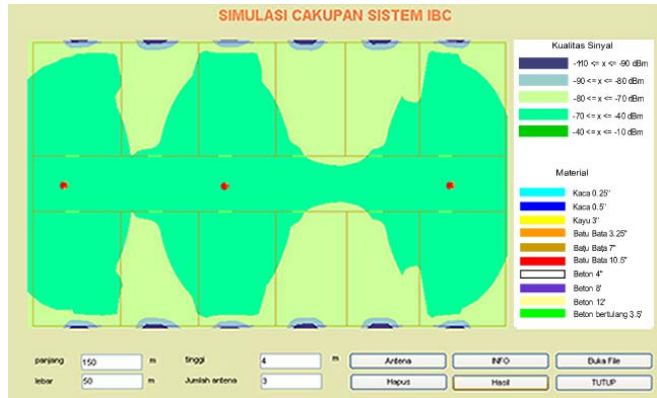 SIMULASI CAKUPAN SISTEM IBC
Kualitas Sinyal
-110 <= x <= -90 dBm
-90 <= x <= -80 dBm
-80 <= x <= -70 dBm
-70 <= x <= -40 dBm
-40 <= x <= -10 dBm
Material
Kaca 0.25"
Kaca 0.5"
Kayu 3"
Batu Bata 3.25"
Batu Bata 7"
Batu Bata 10.5"
Beton 4"
Beton 8'
Beton 12'
Beton bertulang 3.5'
panjang 150 m tinggi 4 m Antena INFO Buka File
lebar 50 m Jumlah antena 3 Hapus Hasil TUTUP